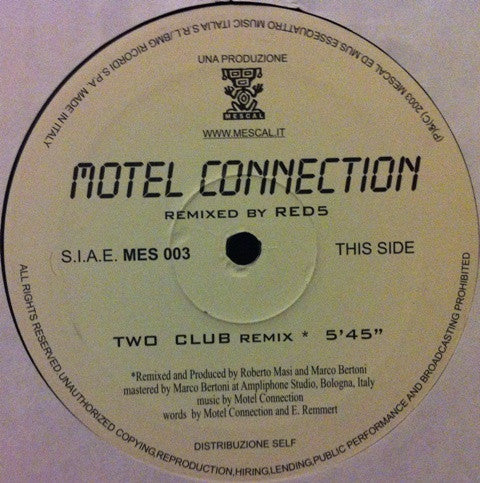 (P)&(C) 2003 MESCAL ED MUS ESSEQUATTRO MUSIC ITALIA S.R.L./BMG RICORDI S.P.A. MADE IN ITALY
UNA PRODUZIONE
MESCAL
WWW.MESCAL.IT
MOTEL CONNECTION
REMIXED BY RED5
S.I.A.E. MES 003
THIS SIDE
TWO CLUB REMIX * 5'45"
*Remixed and Produced by Roberto Masi and Marco Bertoni
mastered by Marco Bertoni at Ampliphone Studio, Bologna, Italy
music by Motel Connection
words by Motel Connection and E. Remmert
DISTRIBUZIONE SELF
ALL RIGHTS RESERVED.UNAUTHORIZED COPYING,REPRODUCTION,HIRING,LENDING,PUBLIC PERFORMANCE AND BROADCASTING PROHIBITED